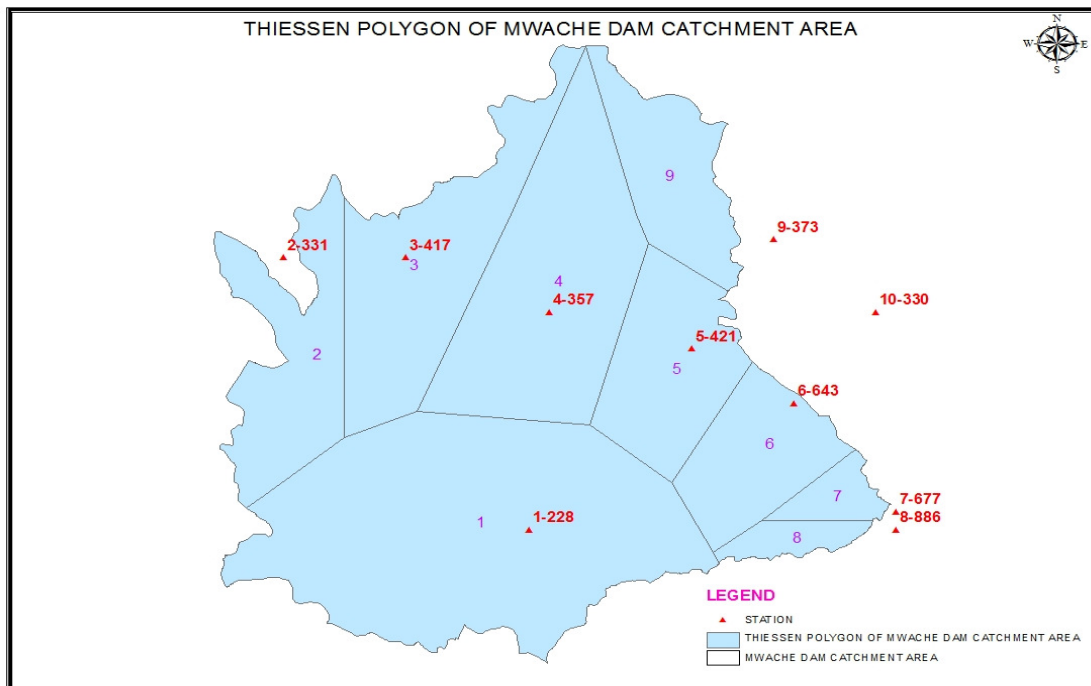 THIESSEN POLYGON OF MWACHE DAM CATCHMENT AREA
N
W
E
S
9
9-373
2-331
3-417
3
4
4-357
10-330
5-421
5
2
6-643
6
7
7-677
8-886
1
1-228
8
LEGEND
STATION
THIESSEN POLYGON OF MWACHE DAM CATCHMENT AREA
MWACHE DAM CATCHMENT AREA